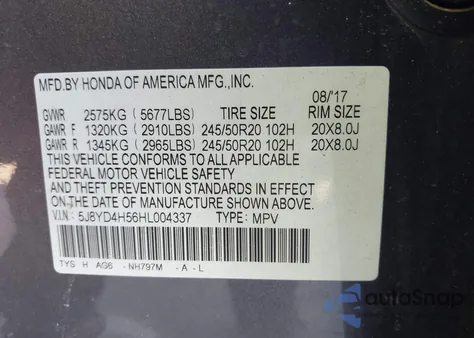 MFD.BY HONDA OF AMERICA MFG.,INC.
08/'17
GVWR 2575KG (5677LBS) TIRE SIZE RIM SIZE
GAWR F 1320KG (2910LBS) 245/50R20 102H 20X8.0J
GAWR R 1345KG (2965LBS) 245/50R20 102H 20X8.0J
THIS VEHICLE CONFORMS TO ALL APPLICABLE
FEDERAL MOTOR VEHICLE SAFETY
AND THEFT PREVENTION STANDARDS IN EFFECT
ON THE DATE OF MANUFACTURE SHOWN ABOVE.
V.I.N: 5J8YD4H56HL004337 TYPE: MPV
TYS H AG6 -NH797M -A-L
autoSnap